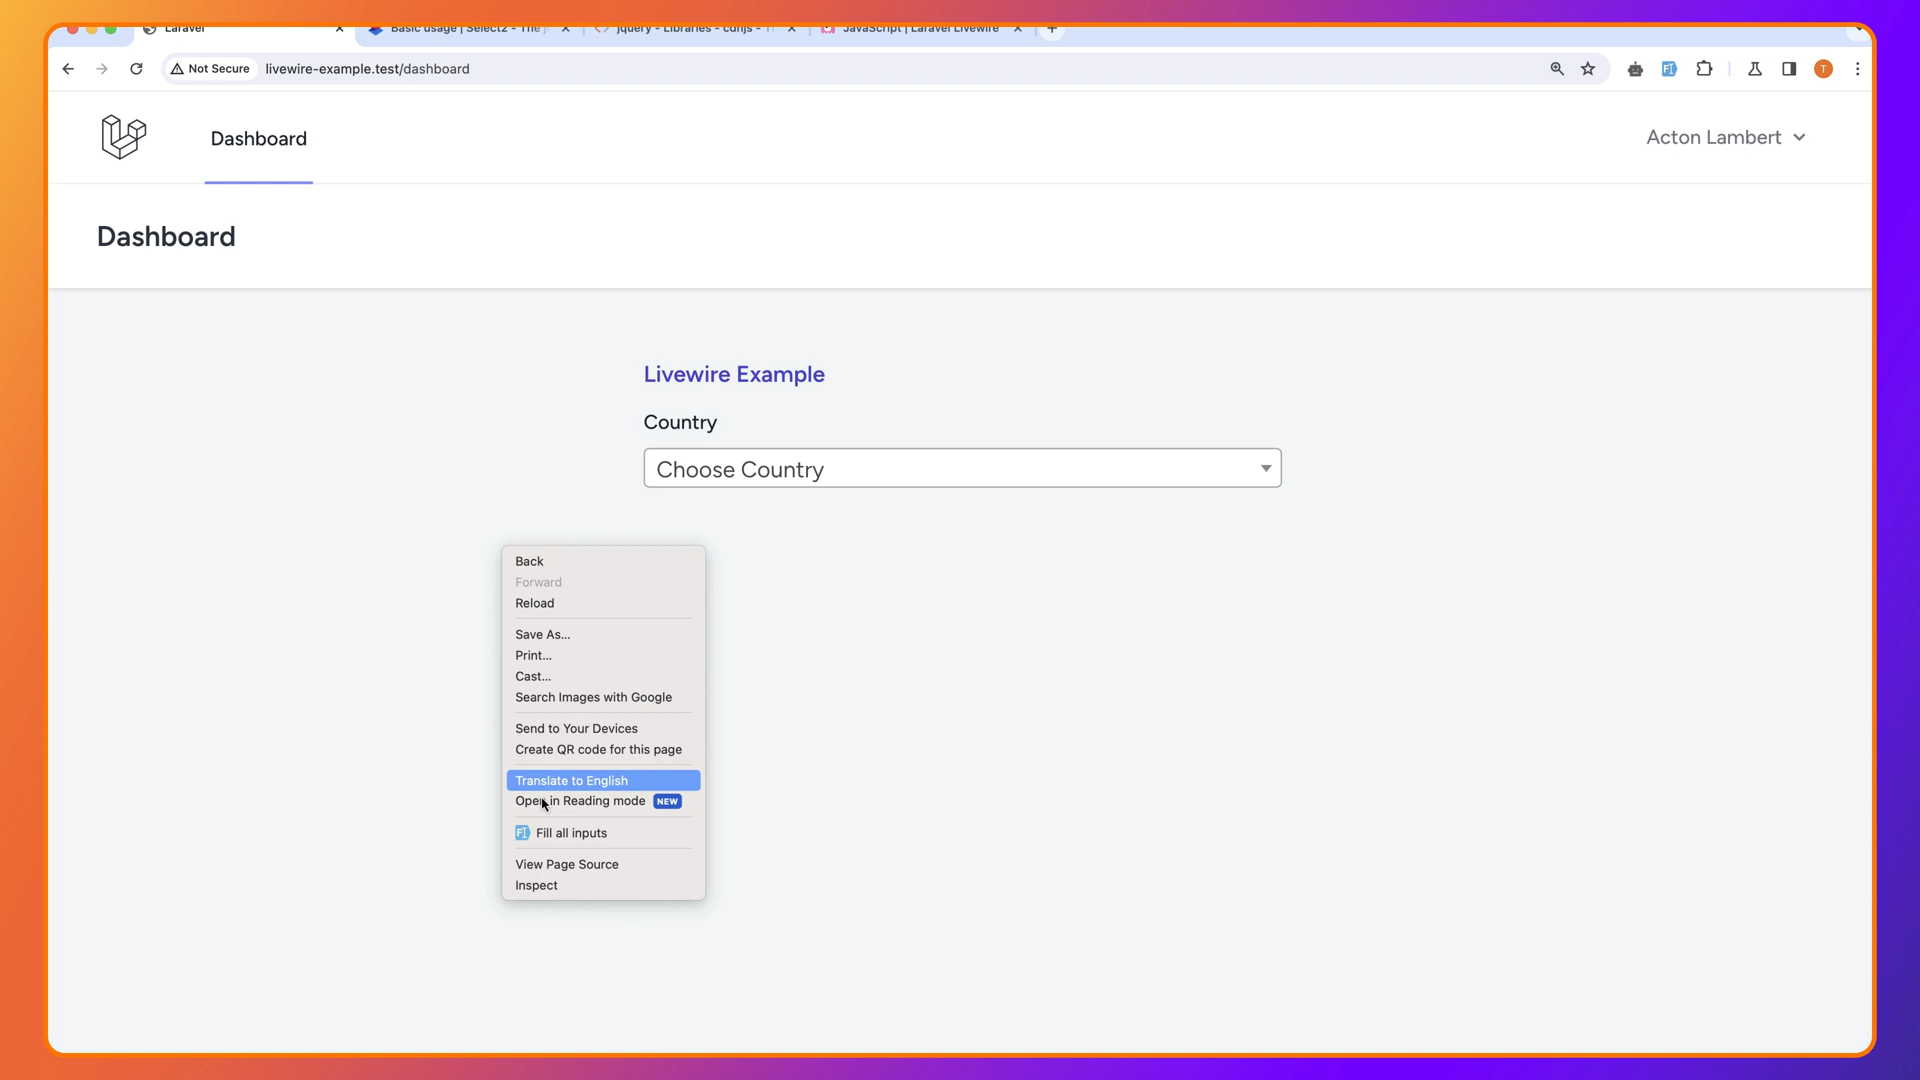 Laravel
Basic usage | Select2 - The j
jquery - Libraries - cdnjs - T
JavaScript | Laravel Livewire
Not Secure
livewire-example.test/dashboard
T
Dashboard
Acton Lambert
Dashboard
Livewire Example
Country
Choose Country
Back
Forward
Reload
Save As...
Print...
Cast...
Search Images with Google
Send to Your Devices
Create QR code for this page
Translate to English
Open in Reading mode NEW
Fill all inputs
View Page Source
Inspect